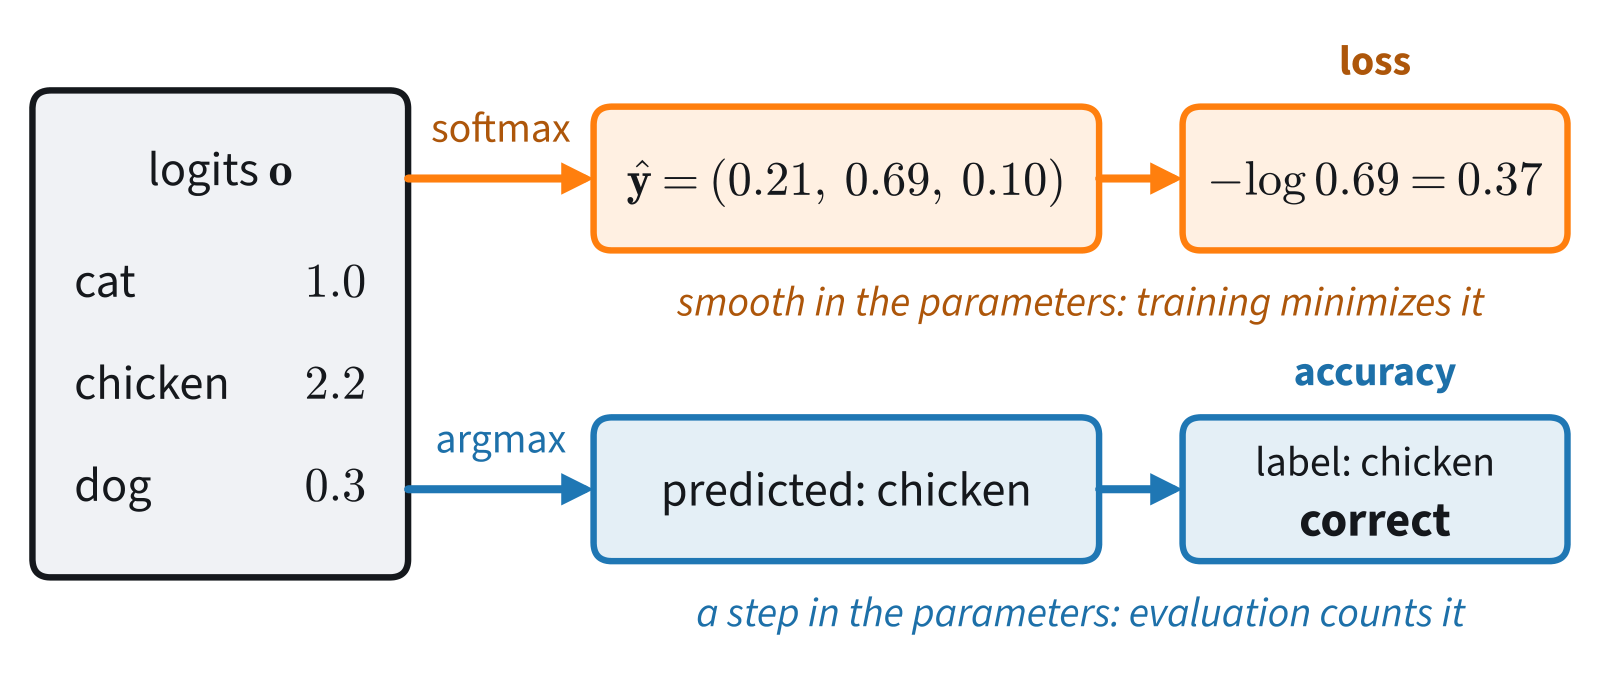 logits o
cat 1.0
chicken 2.2
dog 0.3
softmax
ŷ = (0.21, 0.69, 0.10)
loss
−log 0.69 = 0.37
smooth in the parameters: training minimizes it
argmax
predicted: chicken
accuracy
label: chicken
correct
a step in the parameters: evaluation counts it